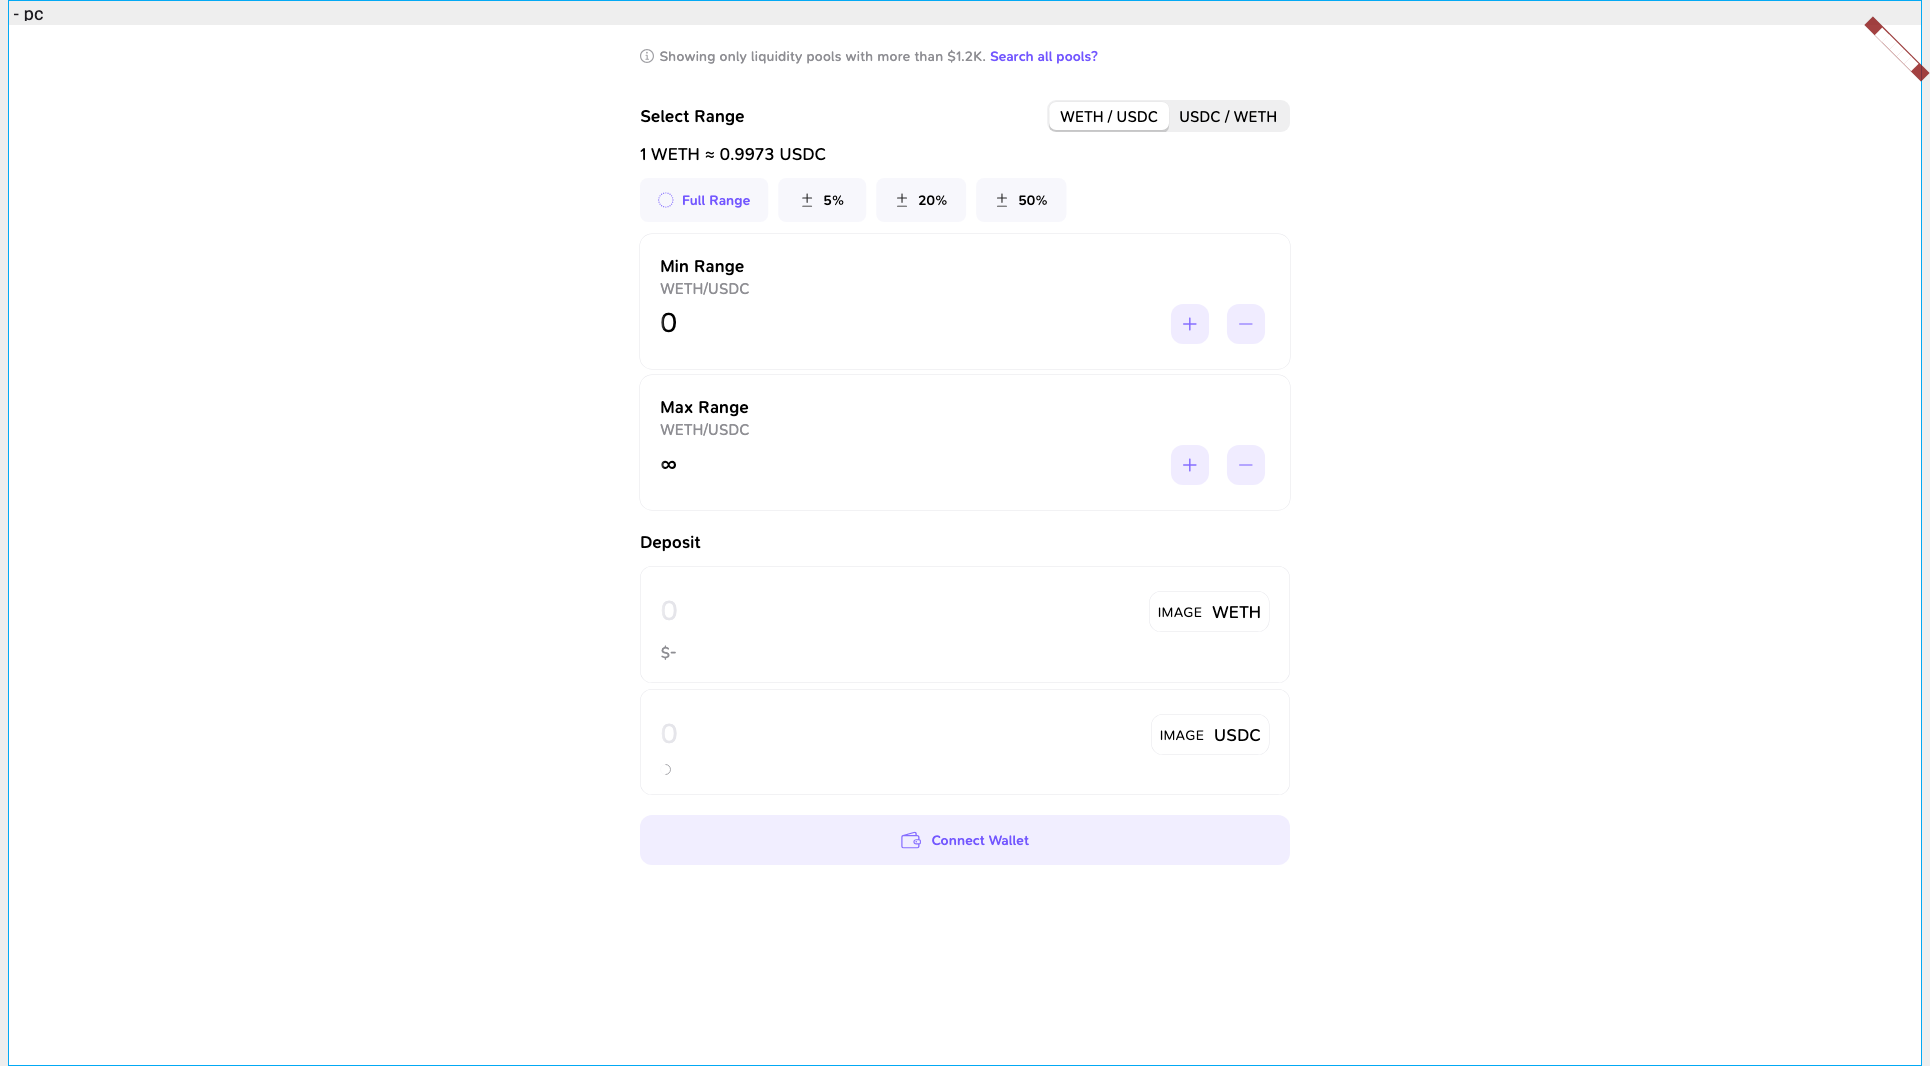 - pc
Showing only liquidity pools with more than $1.2K. Search all pools?
Select Range
WETH / USDC
USDC / WETH
1 WETH ≈ 0.9973 USDC
Full Range
± 5%
± 20%
± 50%
Min Range
WETH/USDC
0
+
−
Max Range
WETH/USDC
∞
+
−
Deposit
0
IMAGE WETH
$-
0
IMAGE USDC
Connect Wallet